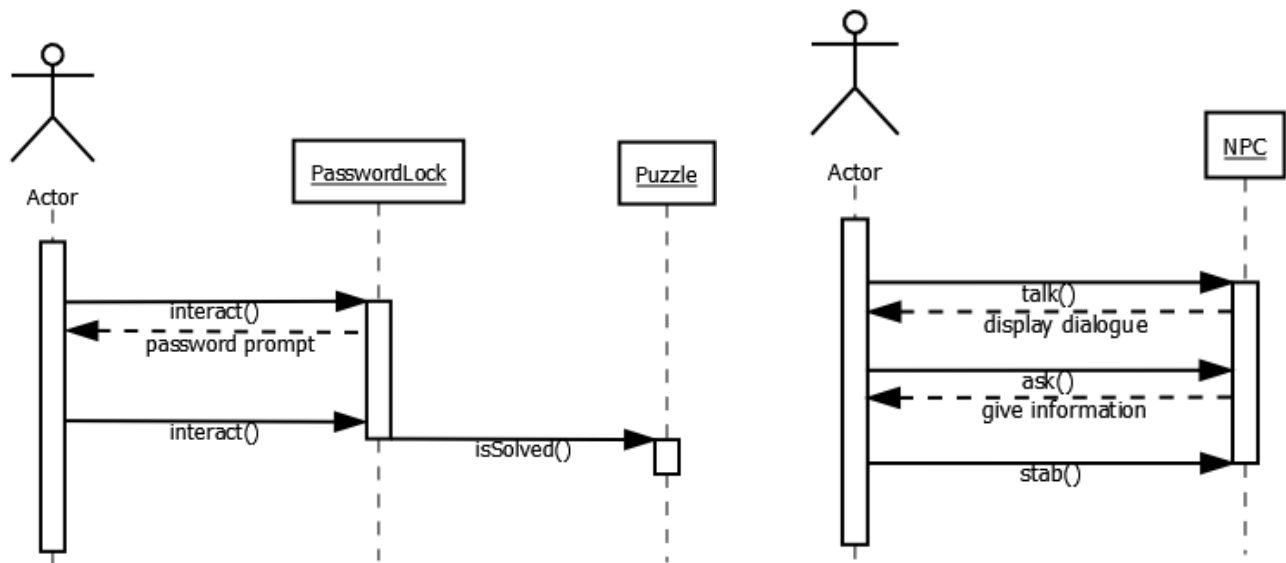 Actor
PasswordLock
Puzzle
interact()
password prompt
interact()
isSolved()
Actor
NPC
talk()
display dialogue
ask()
give information
stab()